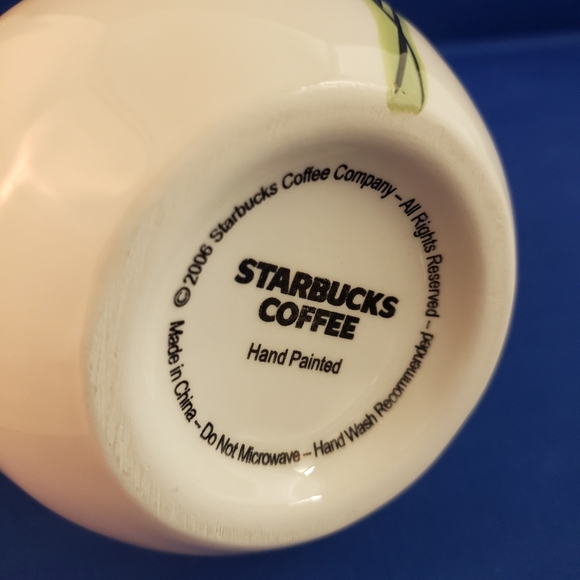 © 2006 Starbucks Coffee Company – All Rights Reserved –
Made in China – Do Not Microwave – Hand Wash Recommended
STARBUCKS
COFFEE
Hand Painted